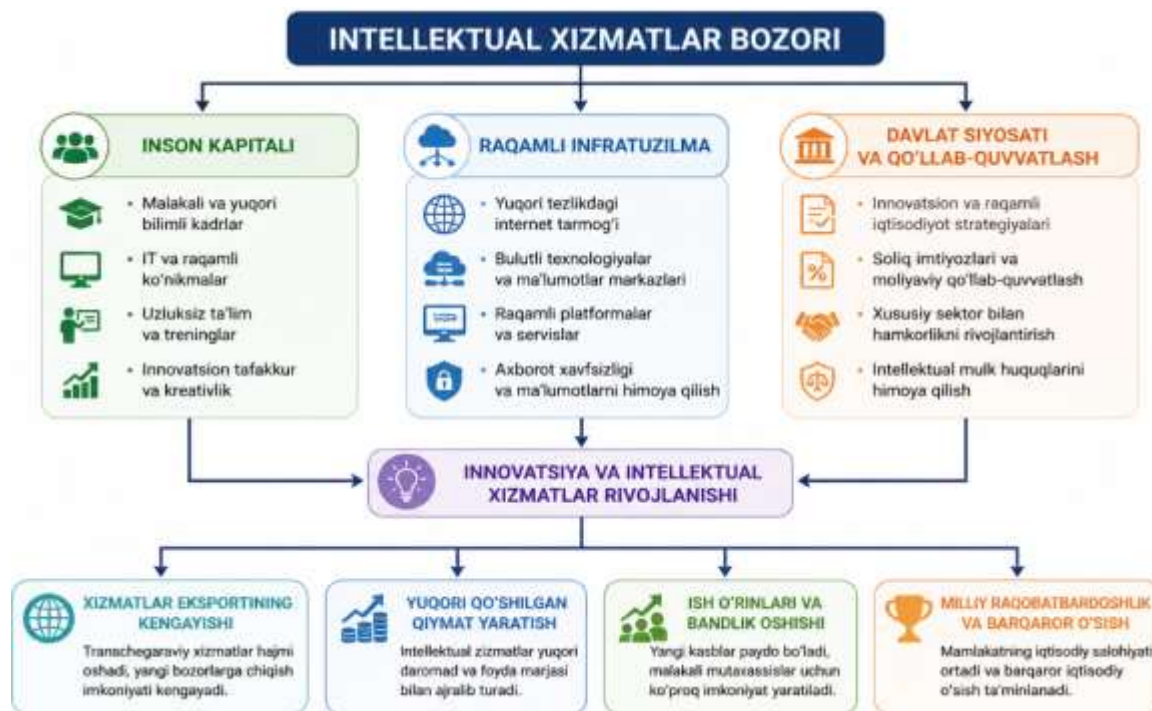 INTELLEKTUAL XIZMATLAR BOZORI
INSON KAPITALI
• Malakali va yuqori
bilimli kadrlar
• IT va raqamli
ko'nikmalar
• Uzluksiz ta'lim
va treninglar
• Innovatsion tafakkur
va kreativlik
RAQAMLI INFRATUZILMA
• Yuqori tezlikdagi
internet tarmog'i
• Bulutli texnologiyalar
va ma'lumotlar markazlari
• Raqamli platformalar
va servislar
• Axborot xavfsizligi
va ma'lumotlarni himoya qilish
DAVLAT SIYOSATI
VA QO'LLAB-QUVVATLASH
• Innovatsion va raqamli
iqtisodiyot strategiyalari
• Soliq imtiyozlari va
moliyaviy qo'llab-quvvatlash
• Xususiy sektor bilan
hamkorlikni rivojlantirish
• Intellektual mulk huquqlarini
himoya qilish
INNOVATSIYA VA INTELLEKTUAL
XIZMATLAR RIVOJLANISHI
XIZMATLAR EKSPORTINING
KENGAYISHI
Transchegaraviy xizmatlar hajmi
oshadi, yangi bozorlarga chiqish
imkoniyati kengayadi.
YUQORI QO'SHILGAN
QIYMAT YARATISH
Intellektual zizmatlar yuqori
daromad va foyda marjasi
bilan ajralib turadi.
ISH O'RINLARI VA
BANDLIK OSHISHI
Yangi kasblar paydo bo'ladi,
malakali mutaxassislar uchun
ko'proq imkoniyat yaratiladi.
MILLIY RAQOBATBARDOSHLIK
VA BARQAROR O'SISH
Mamlakatning iqtisodiy salohiyati
ortadi va barqaror iqtisodiy
o'sish ta'minlanadi.